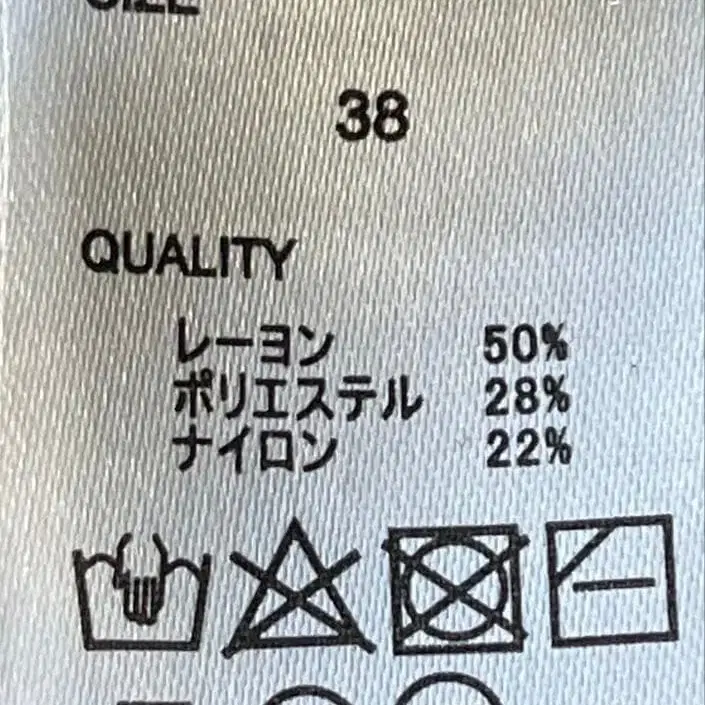 SIZE
38
QUALITY
レーヨン 50%
ポリエステル 28%
ナイロン 22%